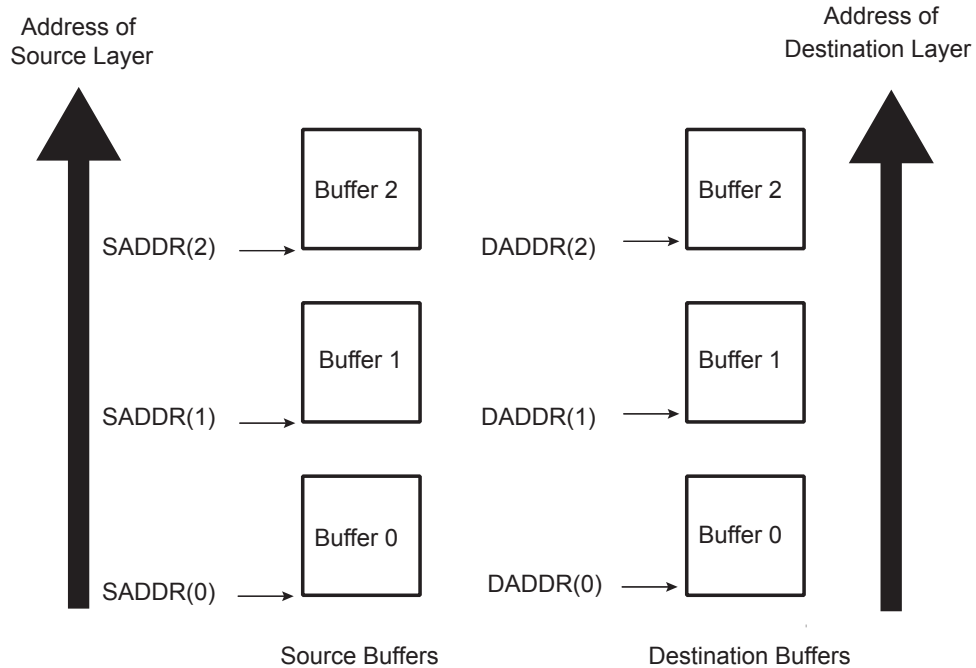 Address of
Source Layer
Address of
Destination Layer
Buffer 2
Buffer 2
SADDR(2)
DADDR(2)
Buffer 1
Buffer 1
SADDR(1)
DADDR(1)
Buffer 0
Buffer 0
SADDR(0)
DADDR(0)
Source Buffers
Destination Buffers